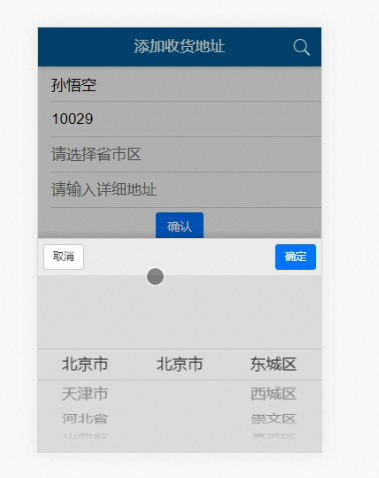 添加收货地址
孙悟空
10029
请选择省市区
请输入详细地址
确认
取消 确定
北京市 北京市 东城区
天津市 西城区
河北省 崇文区